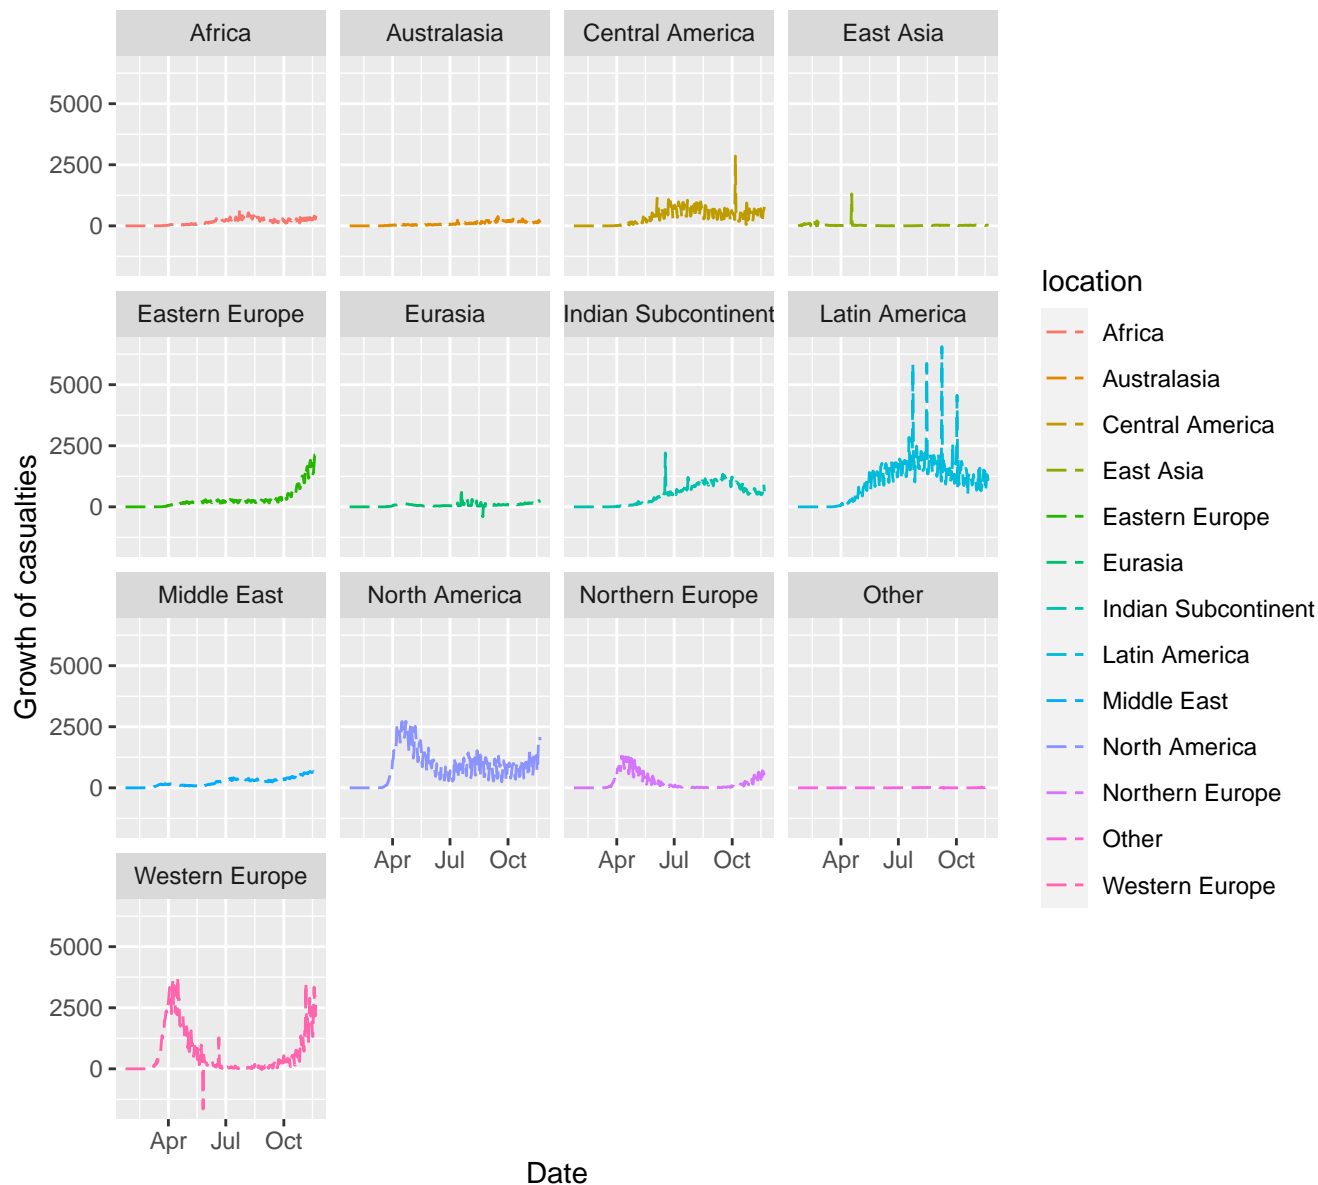 Africa
Australasia
Central America
East Asia
5000
2500
0
Eastern Europe
Eurasia
Indian Subcontinent
Latin America
5000
2500
0
Middle East
North America
Northern Europe
Other
5000
2500
0
Apr Jul Oct
Apr Jul Oct
Apr Jul Oct
Western Europe
5000
2500
0
Apr Jul Oct
Date
Growth of casualties
location
Africa
Australasia
Central America
East Asia
Eastern Europe
Eurasia
Indian Subcontinent
Latin America
Middle East
North America
Northern Europe
Other
Western Europe